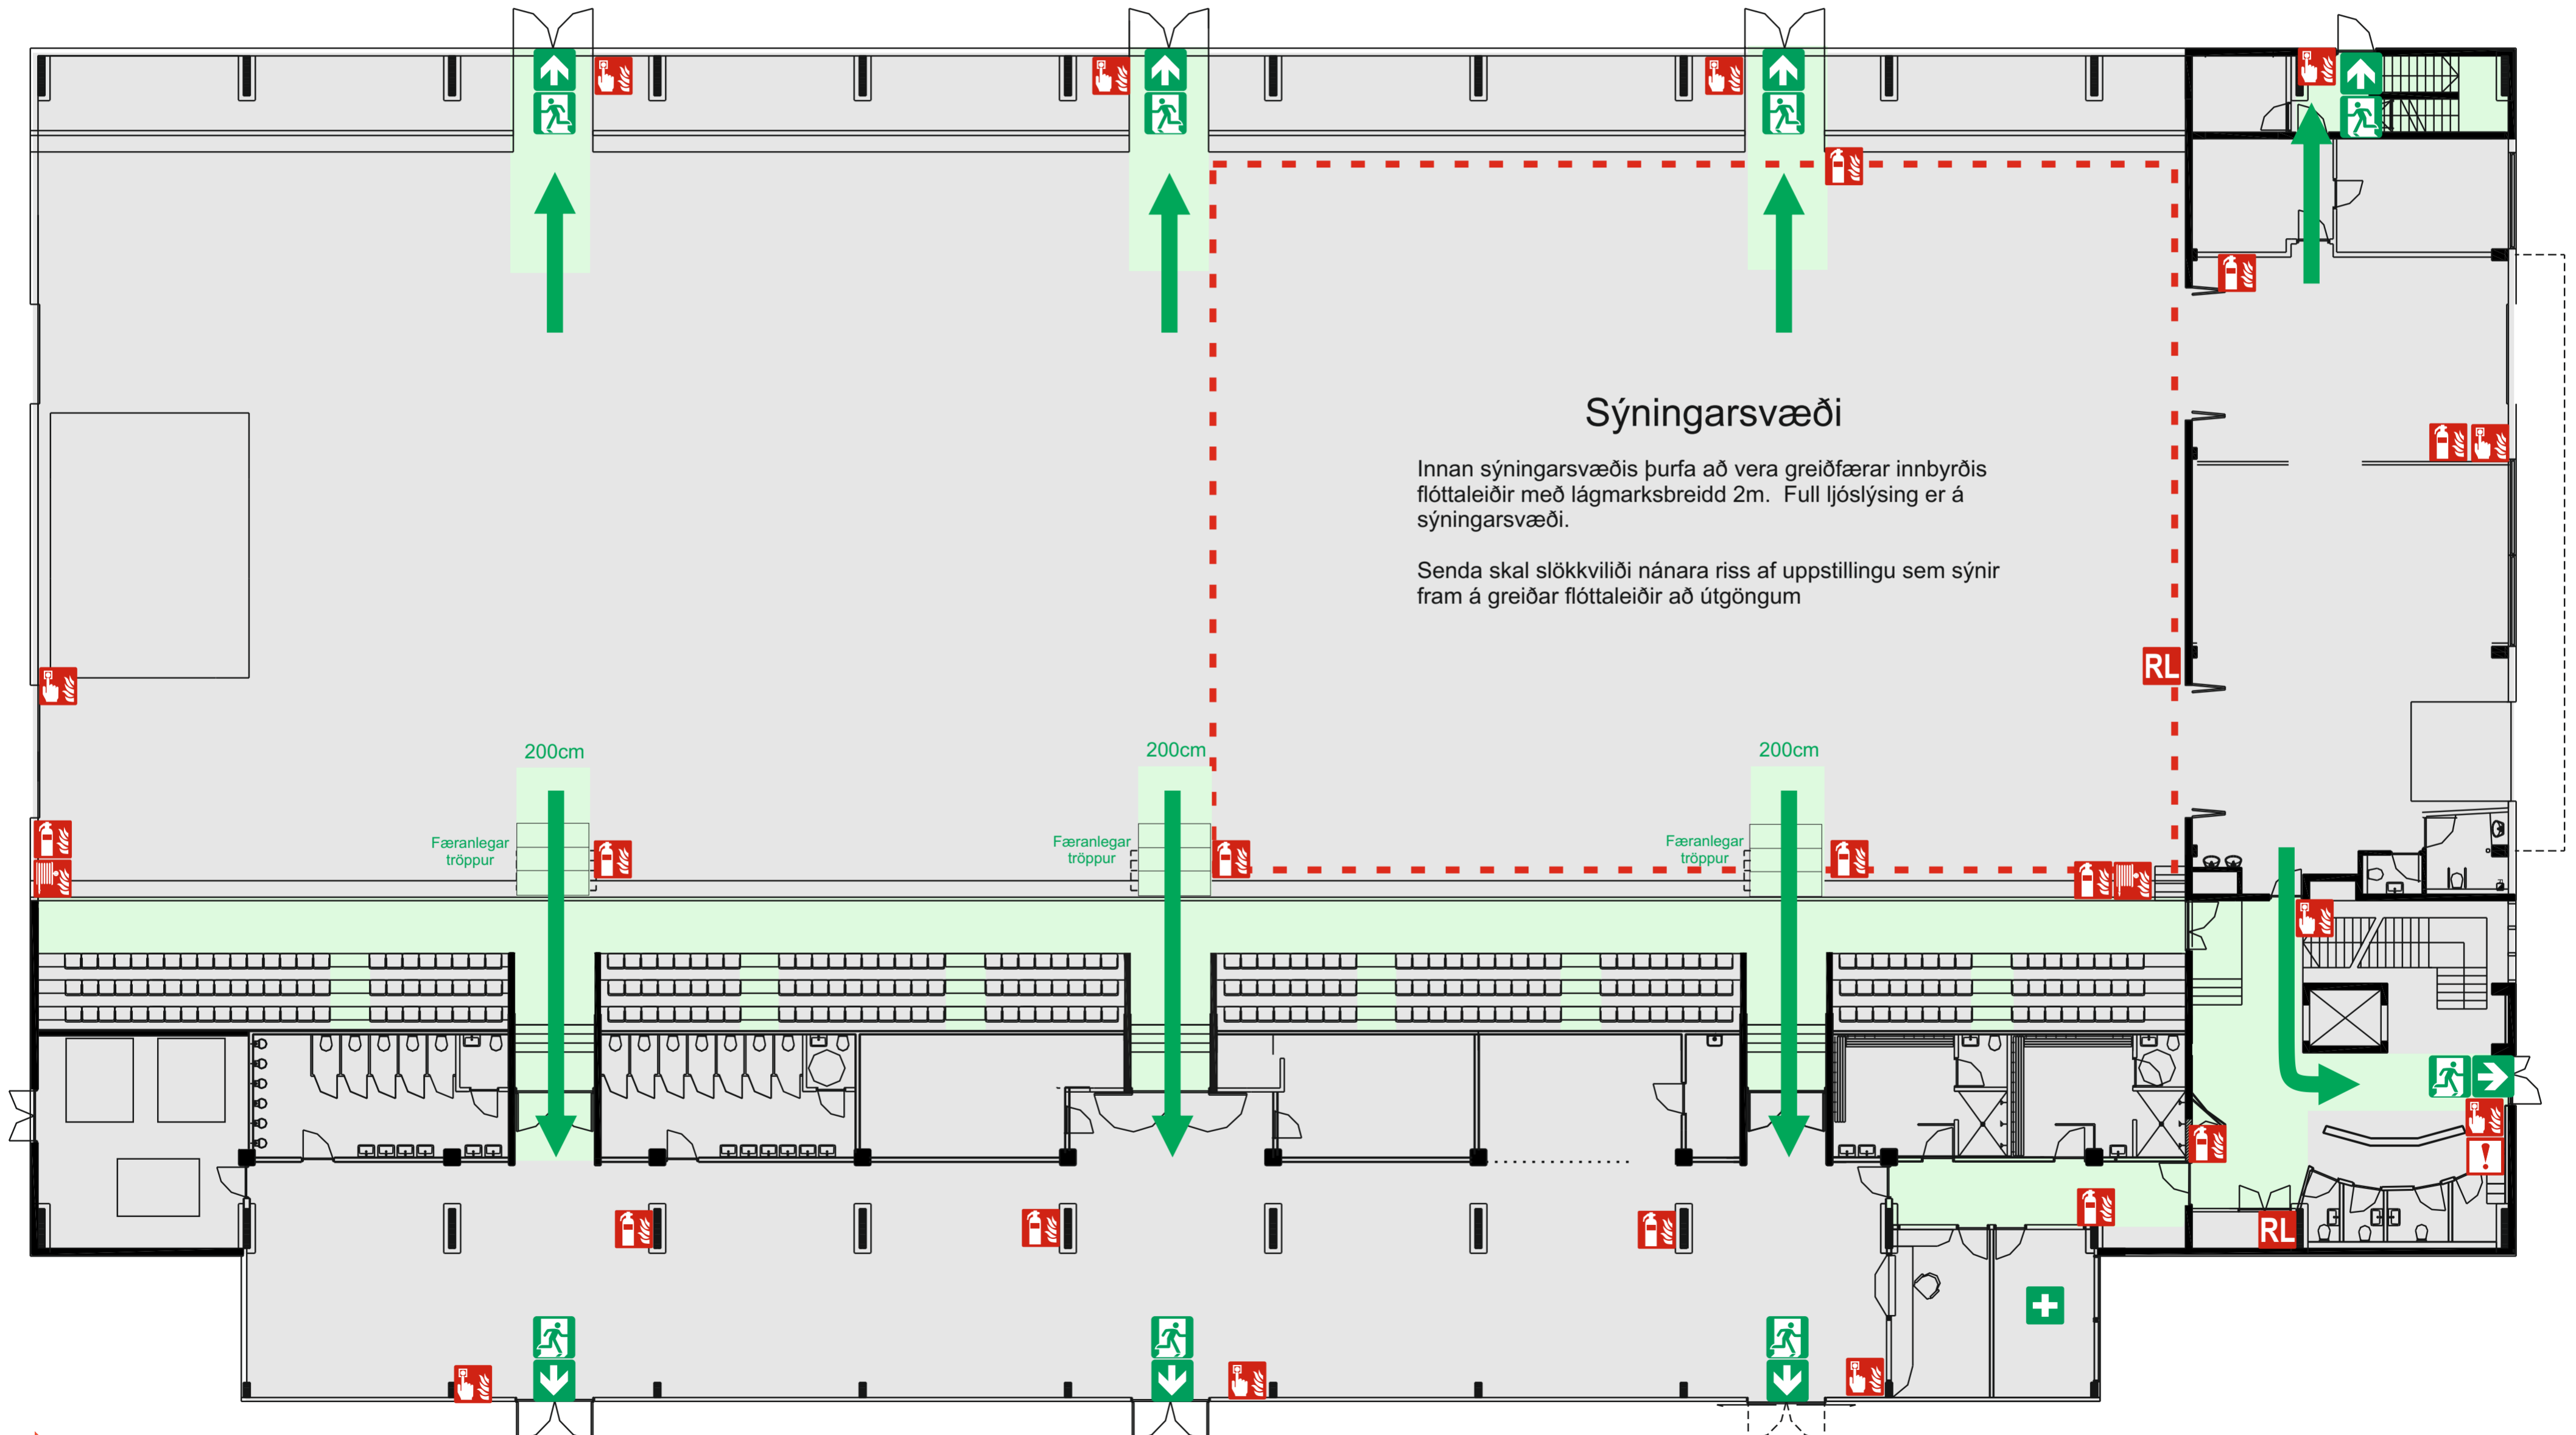 Sýningarsvæði
Innan sýningarsvæðis þurfa að vera greiðfærar innbyrðis
flóttaleiðir með lágmarksbreidd 2m.  Full ljóslýsing er á
sýningarsvæði.
Senda skal slökkviliði nánara riss af uppstillingu sem sýnir
fram á greiðar flóttaleiðir að útgöngum
RL
200cm
200cm
200cm
Færanlegar
tröppur
Færanlegar
tröppur
Færanlegar
tröppur
!
RL